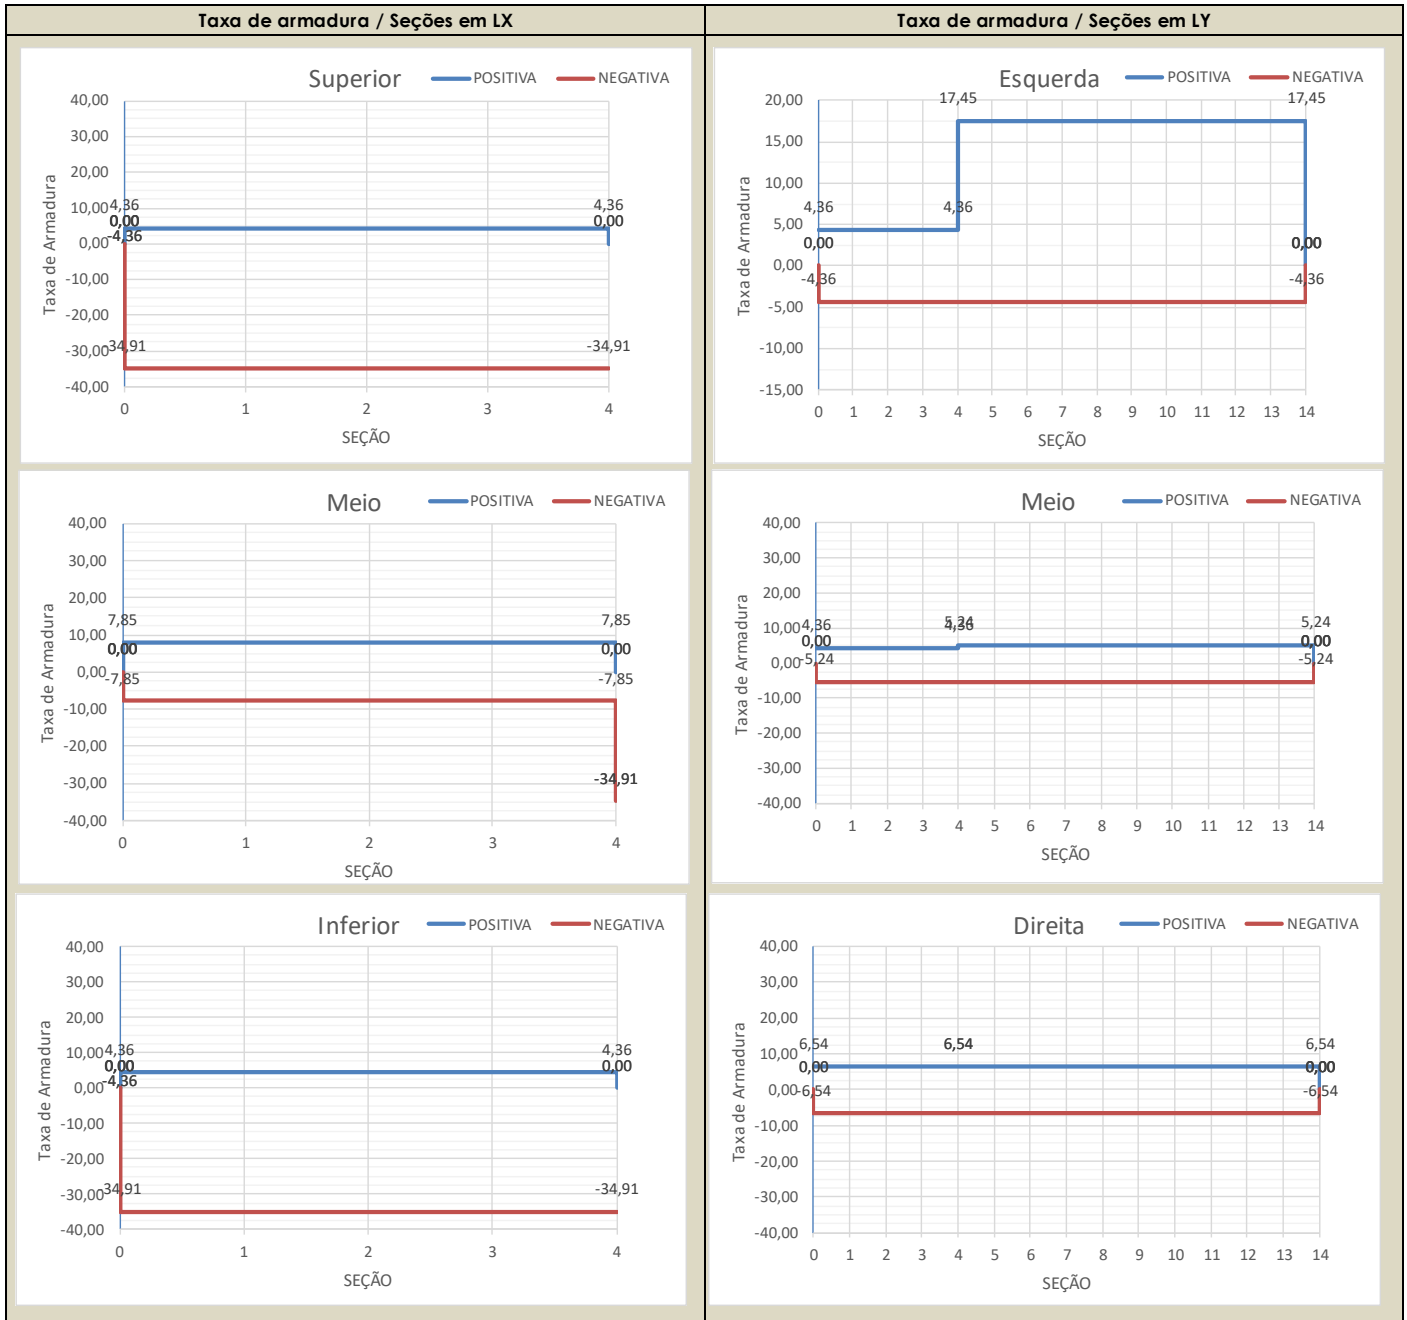 Taxa de armadura / Seções em LX
Taxa de armadura / Seções em LY
Superior
POSITIVA
NEGATIVA
40,00
30,00
20,00
10,00
0,00
-10,00
-20,00
-30,00
-40,00
Taxa de Armadura
4,36
0,00
-4,36
-34,91
4,36
0,00
-34,91
0 1 2 3 4
SEÇÃO
Esquerda
POSITIVA
NEGATIVA
20,00
15,00
10,00
5,00
0,00
-5,00
-10,00
-15,00
Taxa de Armadura
17,45
17,45
4,36
4,36
0,00
0,00
-4,36
-4,36
0 1 2 3 4 5 6 7 8 9 10 11 12 13 14
SEÇÃO
Meio
POSITIVA
NEGATIVA
40,00
30,00
20,00
10,00
0,00
-10,00
-20,00
-30,00
-40,00
Taxa de Armadura
7,85
7,85
0,00
0,00
-7,85
-7,85
-34,91
0 1 2 3 4
SEÇÃO
Meio
POSITIVA
NEGATIVA
40,00
30,00
20,00
10,00
0,00
-10,00
-20,00
-30,00
-40,00
Taxa de Armadura
4,36
5,24
4,36
5,24
0,00
0,00
-5,24
-5,24
0 1 2 3 4 5 6 7 8 9 10 11 12 13 14
SEÇÃO
Inferior
POSITIVA
NEGATIVA
40,00
30,00
20,00
10,00
0,00
-10,00
-20,00
-30,00
-40,00
Taxa de Armadura
4,36
4,36
0,00
0,00
-4,36
-34,91
-34,91
0 1 2 3 4
SEÇÃO
Direita
POSITIVA
NEGATIVA
40,00
30,00
20,00
10,00
0,00
-10,00
-20,00
-30,00
-40,00
Taxa de Armadura
6,54
6,54
6,54
0,00
0,00
-6,54
-6,54
0 1 2 3 4 5 6 7 8 9 10 11 12 13 14
SEÇÃO